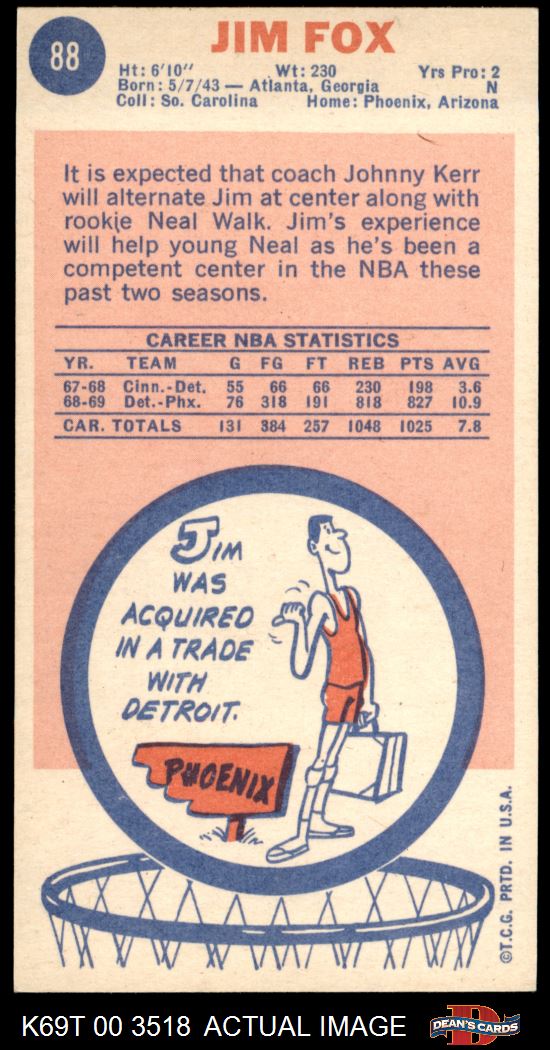 88
JIM FOX
Ht: 6'10" Wt: 230 Yrs Pro: 2
Born: 5/7/43 — Atlanta, Georgia N
Coll: So. Carolina Home: Phoenix, Arizona
It is expected that coach Johnny Kerr
will alternate Jim at center along with
rookie Neal Walk. Jim's experience
will help young Neal as he's been a
competent center in the NBA these
past two seasons.
CAREER NBA STATISTICS
YR. TEAM G FG FT REB PTS AVG
67-68 Cinn.-Det. 55 66 66 230 198 3.6
68-69 Det.-Phx. 76 318 191 818 827 10.9
CAR. TOTALS 131 384 257 1048 1025 7.8
JIM
WAS
ACQUIRED
IN A TRADE
WITH
DETROIT.
PHOENIX
©T.C.G. PRTD. IN U.S.A.
K69T 00 3518 ACTUAL IMAGE
D
DEAN'S CARDS